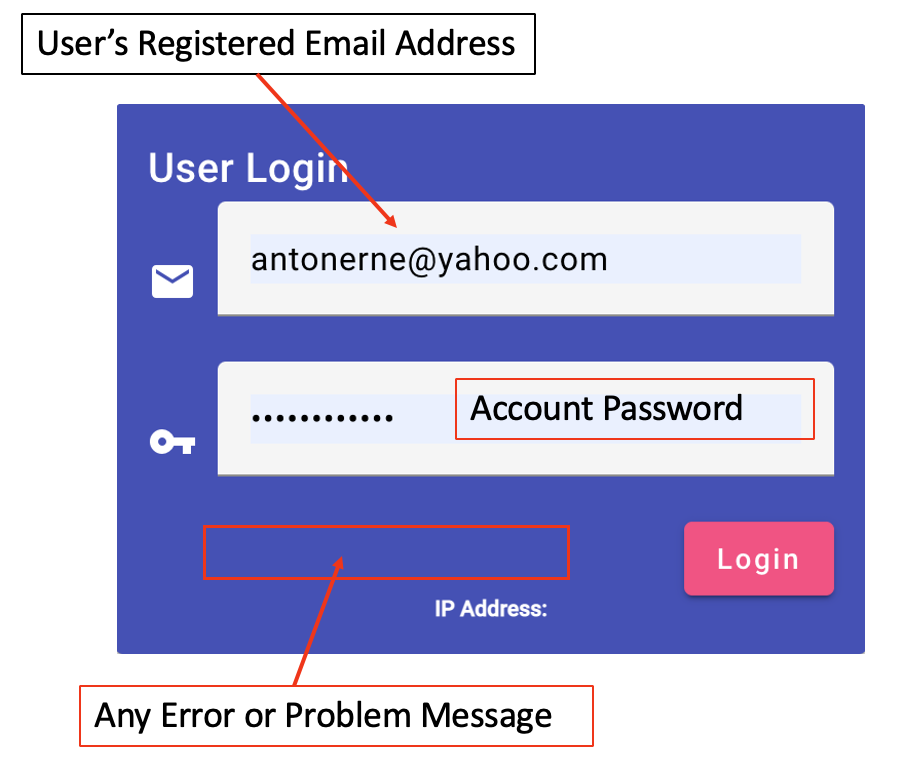 User’s Registered Email Address
User Login
antonerne@yahoo.com
••••••••••••
Account Password
Login
IP Address:
Any Error or Problem Message